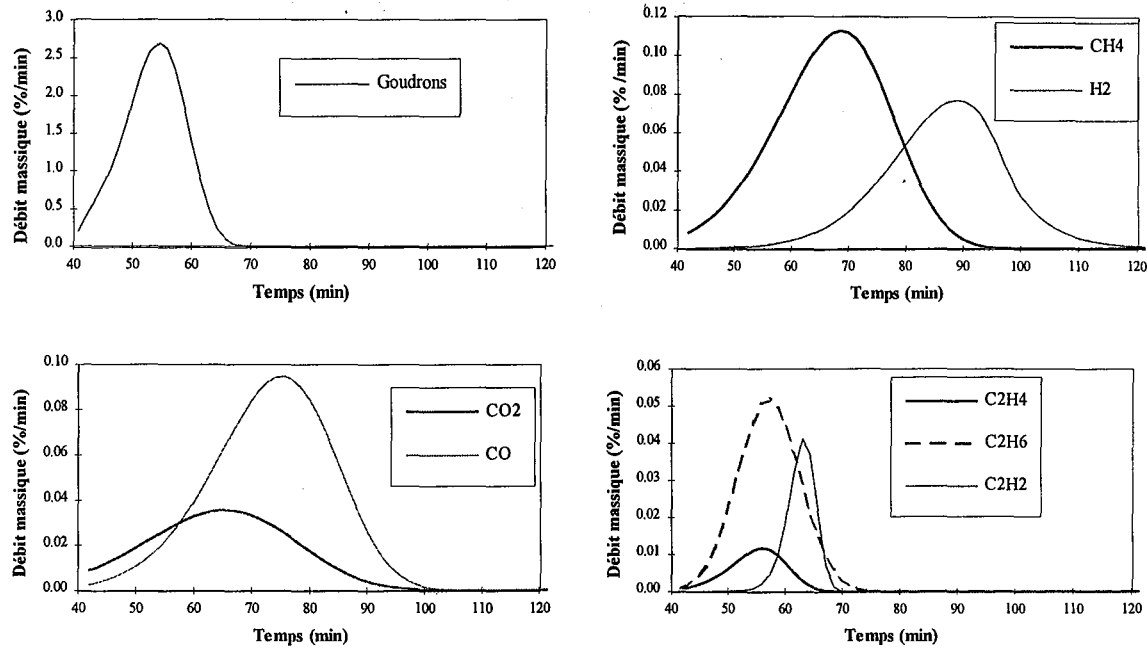 Débit massique (%/min)
3.0
2.5
2.0
1.5
1.0
0.5
0.0
Goudrons
40 50 60 70 80 90 100 110 120
Temps (min)
Débit massique (%/min)
0.12
0.10
0.08
0.06
0.04
0.02
0.00
CH4
H2
40 50 60 70 80 90 100 110 120
Temps (min)
Débit massique (%/min)
0.10
0.08
0.06
0.04
0.02
0.00
CO2
CO
40 50 60 70 80 90 100 110 120
Temps (min)
Débit massique (%/min)
0.06
0.05
0.04
0.03
0.02
0.01
0.00
C2H4
C2H6
C2H2
40 50 60 70 80 90 100 110 120
Temps (min)